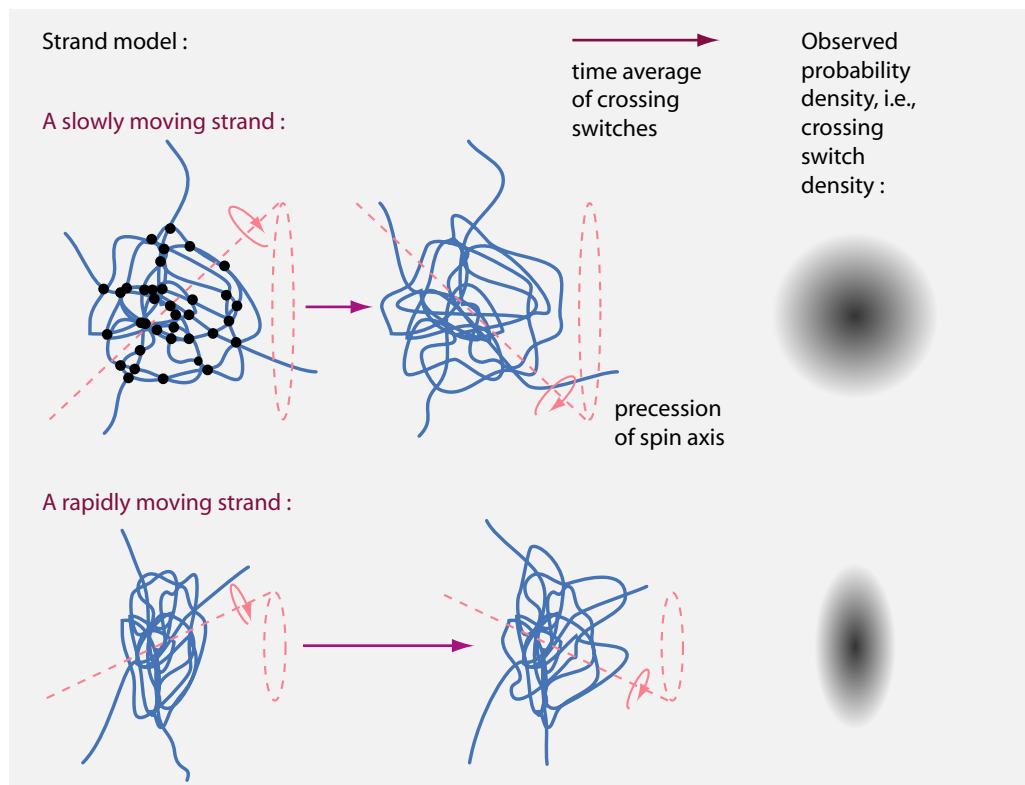 Strand model :
time average
of crossing
switches
Observed
probability
density, i.e.,
crossing
switch
density :
A slowly moving strand :
precession
of spin axis
A rapidly moving strand :